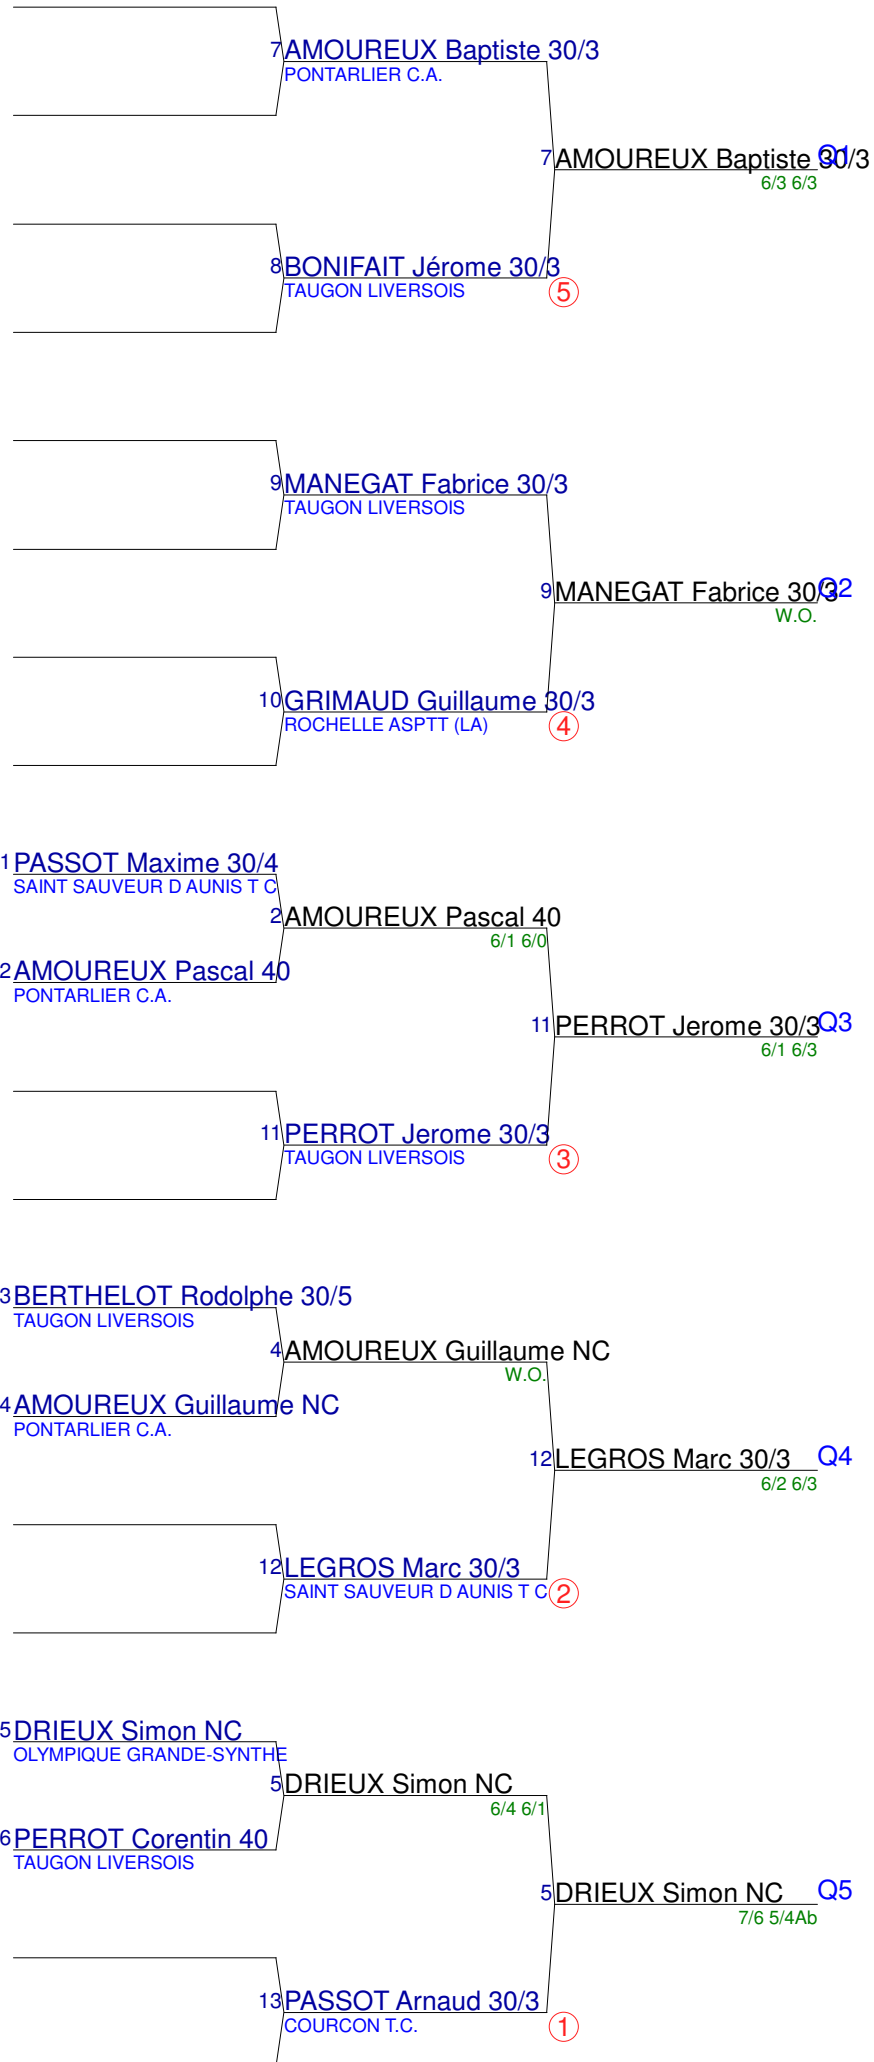 7 AMOUREUX Baptiste 30/3
PONTARLIER C.A.
7 AMOUREUX Baptiste 30/3 Q1
6/3 6/3
8 BONIFAIT Jérome 30/3
TAUGON LIVERSOIS
5
9 MANEGAT Fabrice 30/3
TAUGON LIVERSOIS
9 MANEGAT Fabrice 30/3 Q2
W.O.
10 GRIMAUD Guillaume 30/3
ROCHELLE ASPTT (LA)
4
1 PASSOT Maxime 30/4
SAINT SAUVEUR D AUNIS T C
2 AMOUREUX Pascal 40
6/1 6/0
2 AMOUREUX Pascal 40
PONTARLIER C.A.
11 PERROT Jerome 30/3 Q3
6/1 6/3
11 PERROT Jerome 30/3
TAUGON LIVERSOIS
3
3 BERTHELOT Rodolphe 30/5
TAUGON LIVERSOIS
4 AMOUREUX Guillaume NC
W.O.
4 AMOUREUX Guillaume NC
PONTARLIER C.A.
12 LEGROS Marc 30/3 Q4
6/2 6/3
12 LEGROS Marc 30/3
SAINT SAUVEUR D AUNIS T C
2
5 DRIEUX Simon NC
OLYMPIQUE GRANDE-SYNTHE
5 DRIEUX Simon NC
6/4 6/1
6 PERROT Corentin 40
TAUGON LIVERSOIS
5 DRIEUX Simon NC Q5
7/6 5/4Ab
13 PASSOT Arnaud 30/3
COURCON T.C.
1